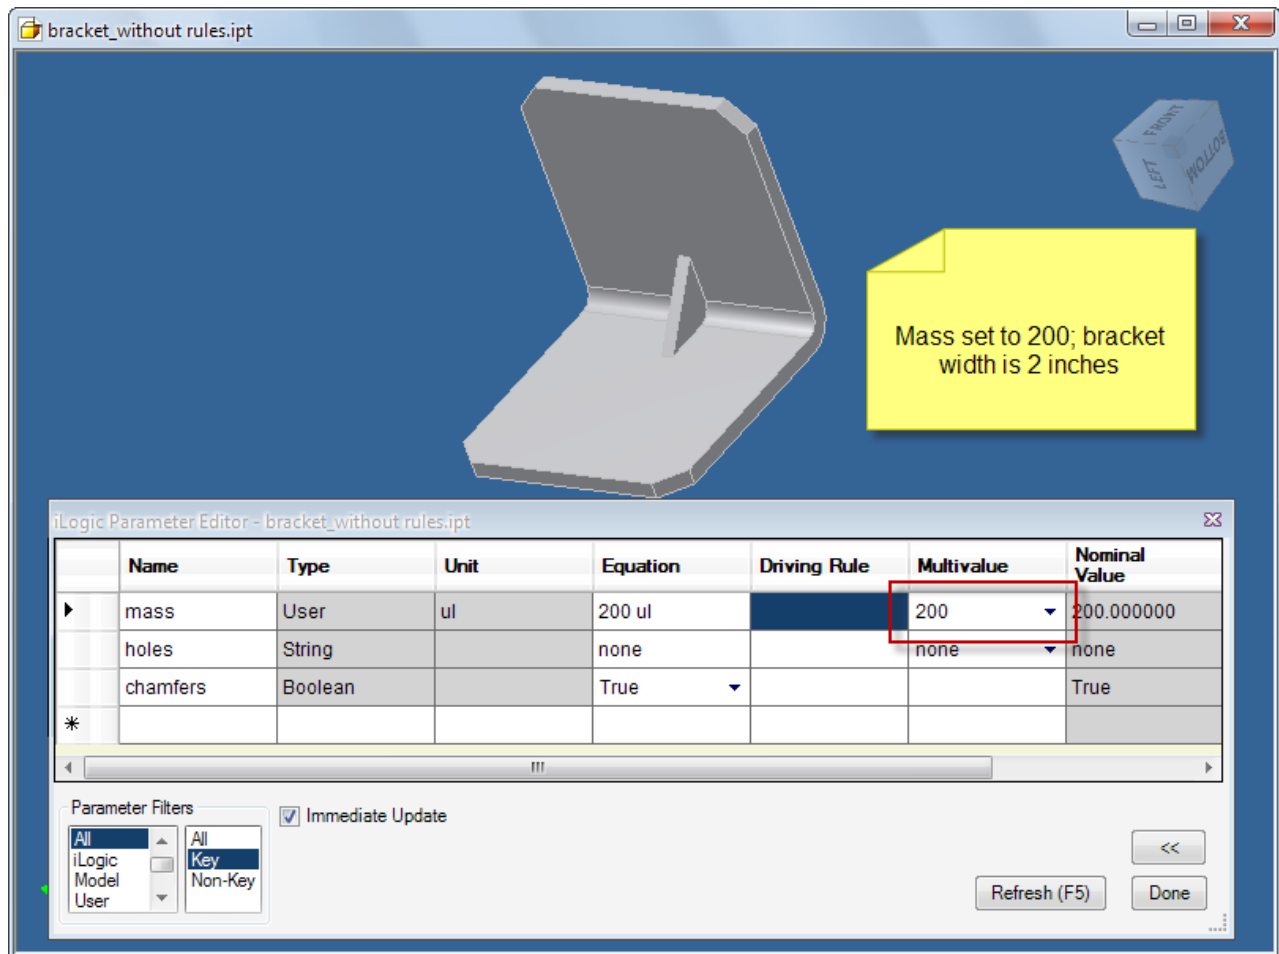 bracket_without rules.ipt
FRONT
LEFT
BOTTOM
Mass set to 200; bracket
width is 2 inches
iLogic Parameter Editor - bracket_without rules.ipt
Name Type Unit Equation Driving Rule Multivalue Nominal Value
mass User ul 200 ul 200 200.000000
holes String none none none
chamfers Boolean True True
Parameter Filters
Immediate Update
All
iLogic
Model
User
All
Key
Non-Key
<<
Refresh (F5)
Done